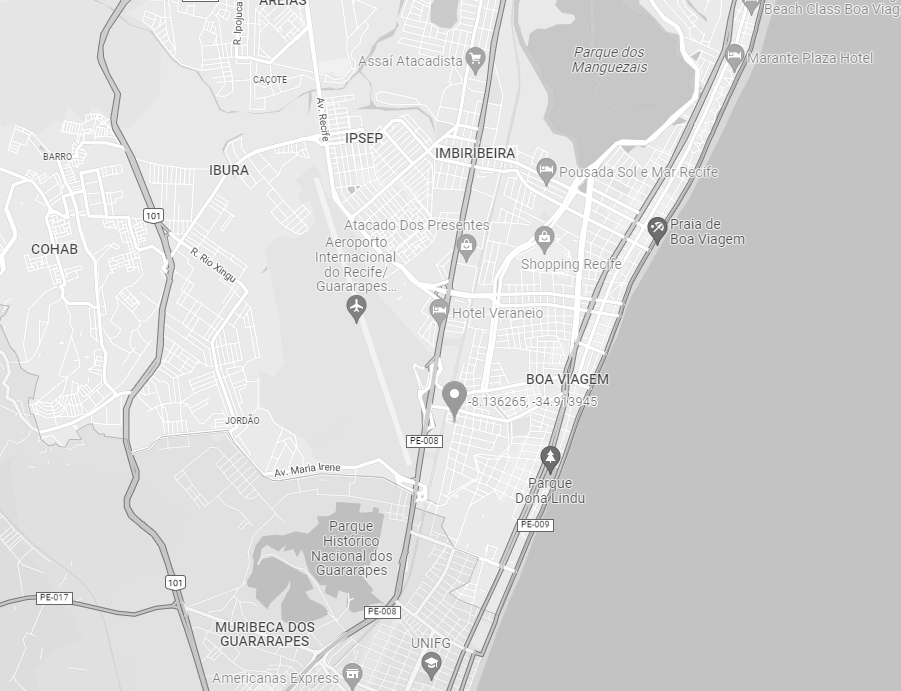 AREIAS
R. Ipojuca
Beach Class Boa Viag
Parque dos
Manguezais
Marante Plaza Hotel
Assaí Atacadista
CAÇOTE
Av. Recife
IPSEP
IMBIRIBEIRA
BARRO
IBURA
Pousada Sol e Mar Recife
101
COHAB
Atacado Dos Presentes
Praia de
Boa Viagem
R. Rio Xingu
Aeroporto
Internacional
do Recife/
Guararapes...
Shopping Recife
Hotel Veraneio
BOA VIAGEM
-8.136265, -34.913945
JORDÃO
PE-008
Av. Maria Irene
Parque
Dona Lindu
PE-009
Parque
Histórico
Nacional dos
Guararapes
101
PE-017
PE-008
MURIBECA DOS
GUARARAPES
UNIFG
Americanas Express